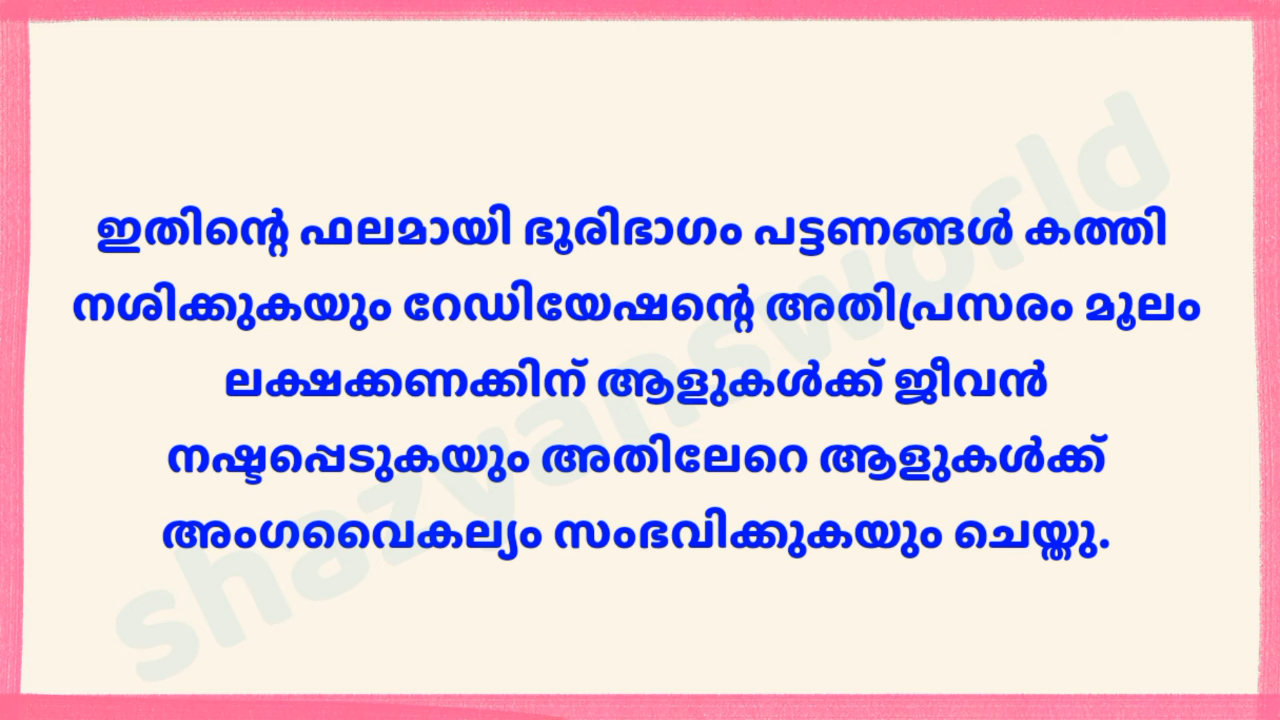 ഇതിന്റെ ഫലമായി ഭൂരിഭാഗം പട്ടണങ്ങൾ കത്തി
നശിക്കുകയും റേഡിയേഷന്റെ അതിപ്രസരം മൂലം
ലക്ഷക്കണക്കിന് ആളുകൾക്ക് ജീവൻ
നഷ്ടപ്പെടുകയും അതിലേറെ ആളുകൾക്ക്
അംഗവൈകല്യം സംഭവിക്കുകയും ചെയ്തു.
shazyansworld